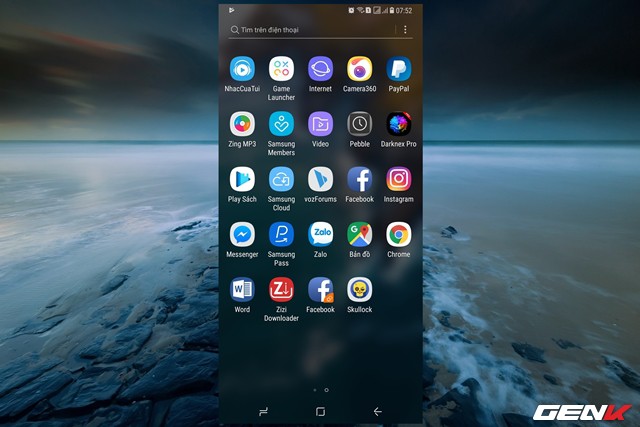 07:52
Tìm trên điện thoại
NhacCuaTui
Game
Launcher
Internet
Camera360
PayPal
Zing MP3
Samsung
Members
Video
Pebble
Darknex Pro
Play Sách
Samsung
Cloud
vozForums
Facebook
Instagram
Messenger
Samsung
Pass
Zalo
Zalo
Bản đồ
Chrome
Word
Zizi
Downloader
Facebook
Skullock
GENK